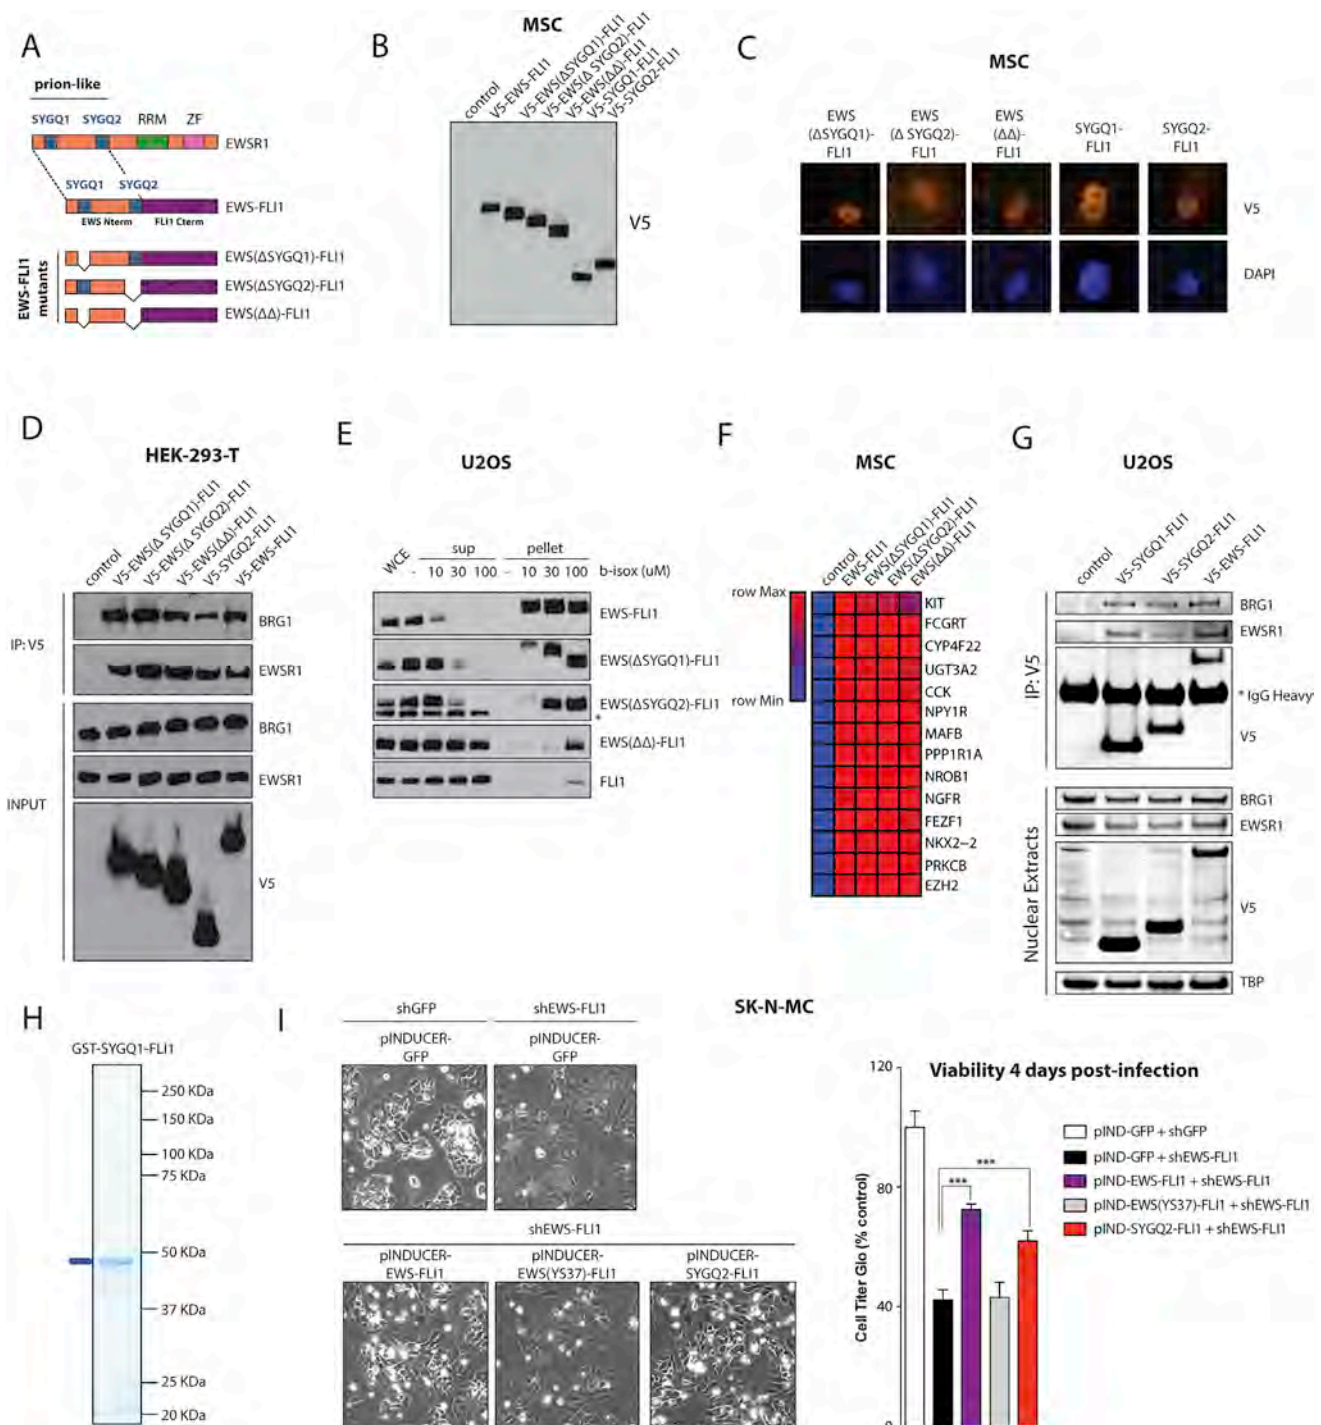 A
prion-like
SYGQ1 SYGQ2 RRM ZF
EWSR1
SYGQ1 SYGQ2
EWS-FLI1
EWS Nterm FLI1 Cterm
EWS-FLI1 mutants
EWS(ΔSYGQ1)-FLI1
EWS(ΔSYGQ2)-FLI1
EWS(ΔΔ)-FLI1
B
MSC
control
V5-EWS-FLI1
V5-EWS(ΔSYGQ1)-FLI1
V5-EWS(Δ SYGQ2)-FLI1
V5-EWS(ΔΔ)-FLI1
V5-SYGQ1-FLI1
V5-SYGQ2-FLI1
V5
C
MSC
EWS (ΔSYGQ1)- FLI1
EWS (Δ SYGQ2)- FLI1
EWS (ΔΔ)- FLI1
SYGQ1- FLI1
SYGQ2- FLI1
V5
DAPI
D
HEK-293-T
control
V5-EWS(Δ SYGQ1)-FLI1
V5-EWS(Δ SYGQ2)-FLI1
V5-EWS(ΔΔ)-FLI1
V5-SYGQ2-FLI1
V5-EWS-FLI1
IP: V5
BRG1
EWSR1
INPUT
BRG1
EWSR1
V5
E
U2OS
WCE sup pellet
- 10 30 100 - 10 30 100 b-isox (uM)
EWS-FLI1
EWS(ΔSYGQ1)-FLI1
EWS(ΔSYGQ2)-FLI1
*
EWS(ΔΔ)-FLI1
FLI1
F
MSC
row Max
row Min
control
EWS-FLI1
EWS(ΔSYGQ1)-FLI1
EWS(ΔSYGQ2)-FLI1
EWS(ΔΔ)-FLI1
KIT
FCGRT
CYP4F22
UGT3A2
CCK
NPY1R
MAFB
PPP1R1A
NR0B1
NGFR
FEZF1
NKX2-2
PRKCB
EZH2
G
U2OS
control
V5-SYGQ1-FLI1
V5-SYGQ2-FLI1
V5-EWS-FLI1
IP: V5
BRG1
EWSR1
* IgG Heavy
V5
Nuclear Extracts
BRG1
EWSR1
V5
TBP
H
GST-SYGQ1-FLI1
250 KDa
150 KDa
100 KDa
75 KDa
50 KDa
37 KDa
25 KDa
20 KDa
I
SK-N-MC
shGFP shEWS-FLI1
pINDUCER- GFP
pINDUCER- GFP
shEWS-FLI1
pINDUCER- EWS-FLI1
pINDUCER- EWS(YS37)-FLI1
pINDUCER- SYGQ2-FLI1
Viability 4 days post-infection
Cell Titer Glo (% control)
120
80
40
0
***
***
pIND-GFP + shGFP
pIND-GFP + shEWS-FLI1
pIND-EWS-FLI1 + shEWS-FLI1
pIND-EWS(YS37)-FLI1 + shEWS-FLI1
pIND-SYGQ2-FLI1 + shEWS-FLI1